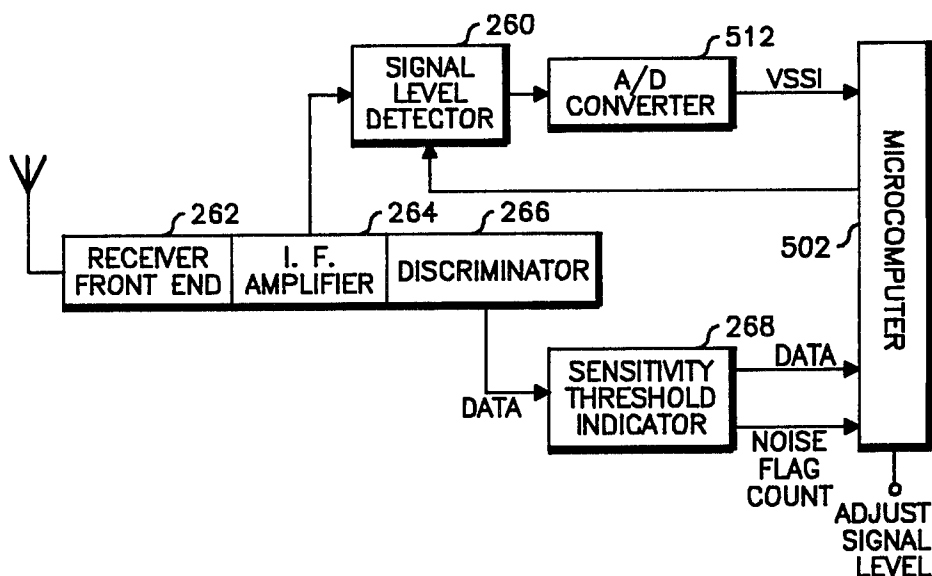 260
SIGNAL
LEVEL
DETECTOR
512
A/D
CONVERTER
VSSI
MICROCOMPUTER
502
262
RECEIVER
FRONT END
264
I. F.
AMPLIFIER
266
DISCRIMINATOR
DATA
268
SENSITIVITY
THRESHOLD
INDICATOR
DATA
NOISE
FLAG
COUNT
ADJUST
SIGNAL
LEVEL